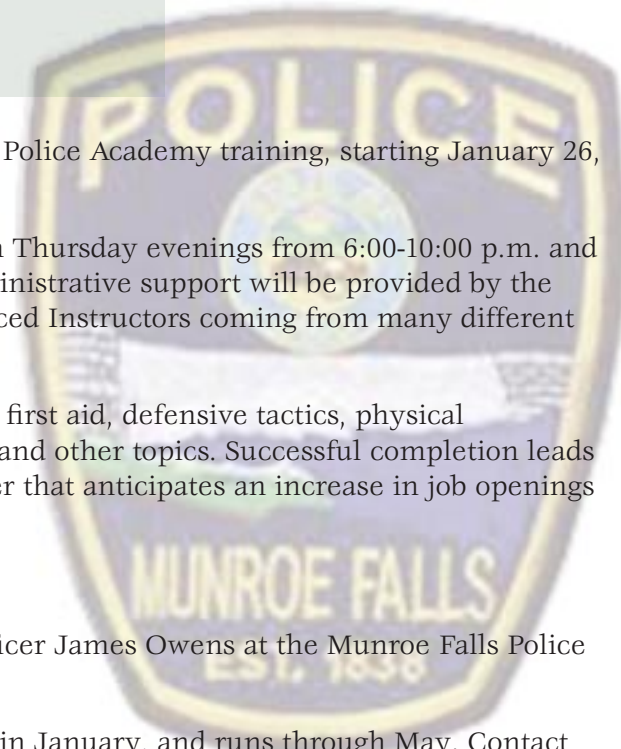 POLICE
Police Academy training, starting January 26,
Thursday evenings from 6:00-10:00 p.m. and
inistrative support will be provided by the
ced Instructors coming from many different
first aid, defensive tactics, physical
and other topics. Successful completion leads
er that anticipates an increase in job openings
MUNROE FALLS
icer James Owens at the Munroe Falls Police
EST. 1838
in January, and runs through May. Contact